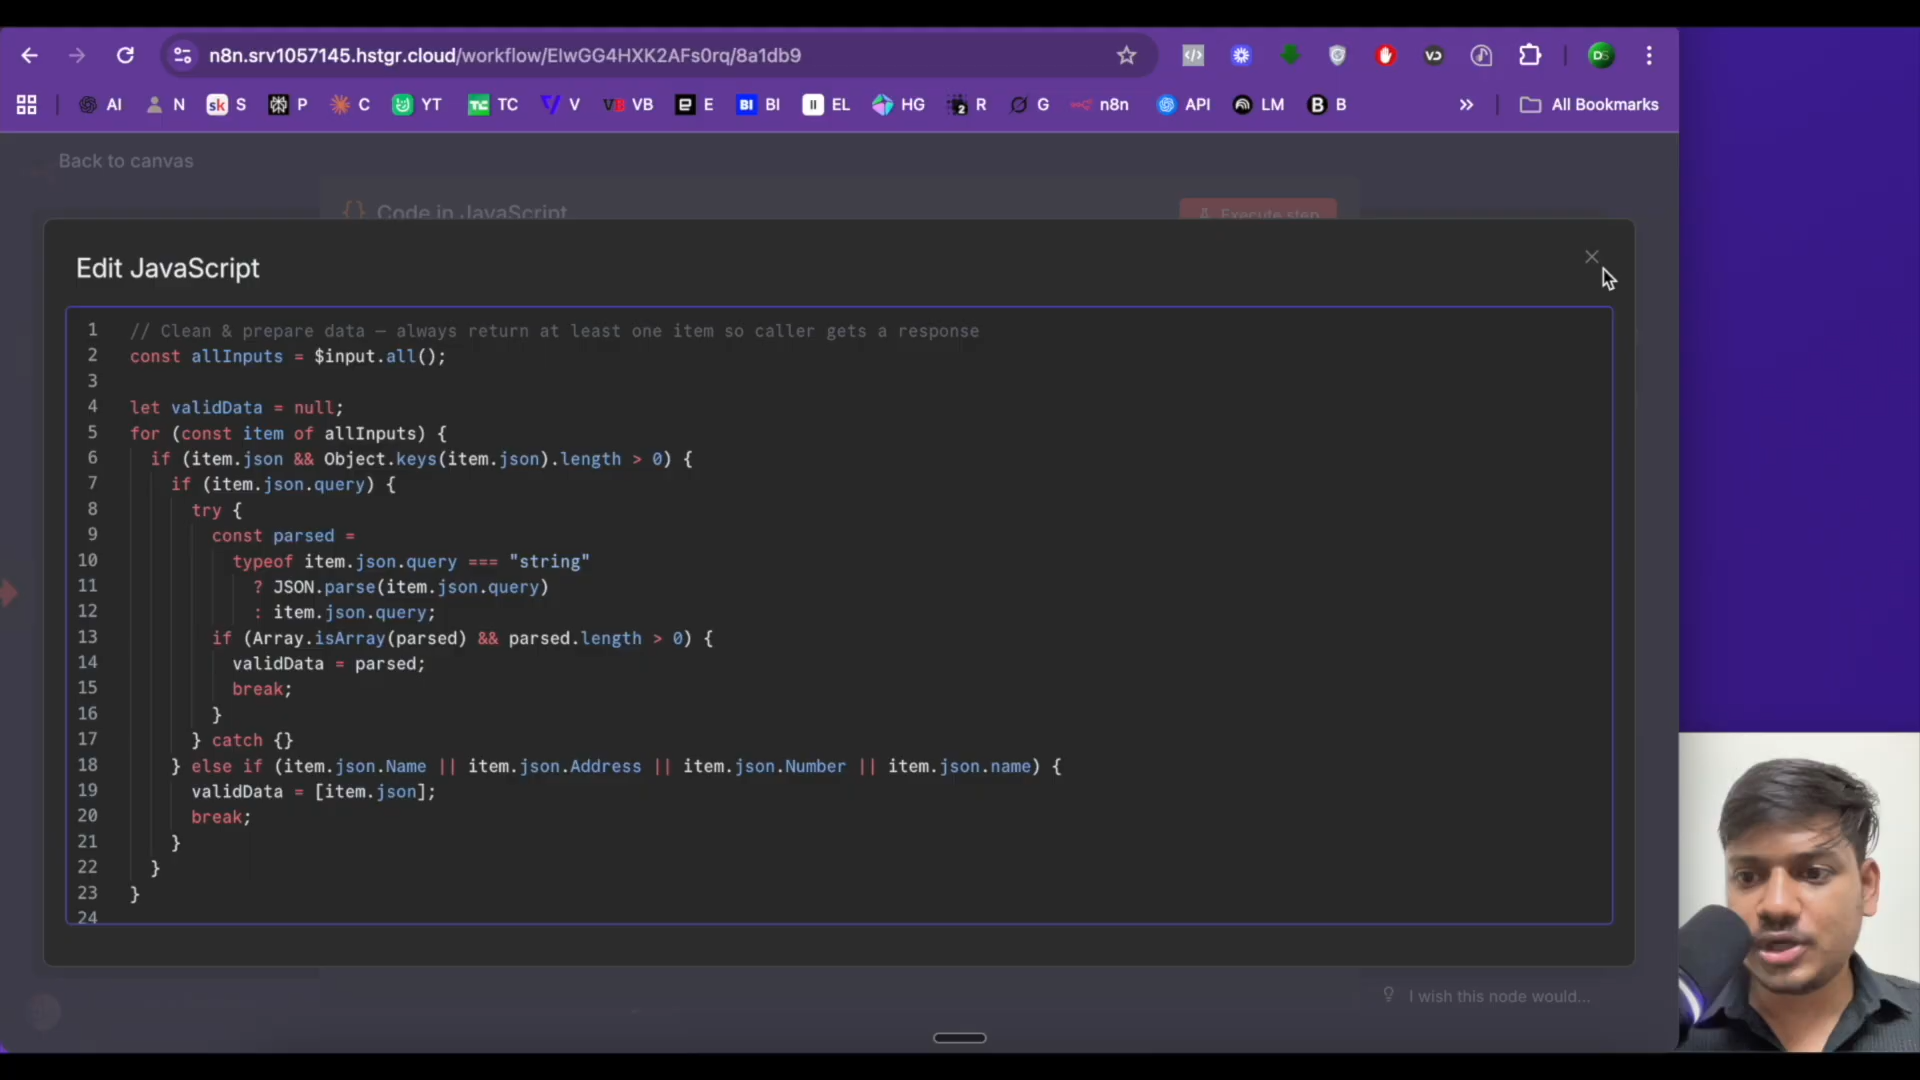 n8n.srv1057145.hstgr.cloud/workflow/ElwGG4HXK2AFs0rq/8a1db9
AI N S P C YT TC V VB E BI EL HG R G n8n API LM B All Bookmarks
Back to canvas
Code in JavaScript
Execute step
Edit JavaScript
1 // Clean & prepare data — always return at least one item so caller gets a response
2 const allInputs = $input.all();
3
4 let validData = null;
5 for (const item of allInputs) {
6 if (item.json && Object.keys(item.json).length > 0) {
7 if (item.json.query) {
8 try {
9 const parsed =
10 typeof item.json.query === "string"
11 ? JSON.parse(item.json.query)
12 : item.json.query;
13 if (Array.isArray(parsed) && parsed.length > 0) {
14 validData = parsed;
15 break;
16 }
17 } catch {}
18 } else if (item.json.Name || item.json.Address || item.json.Number || item.json.name) {
19 validData = [item.json];
20 break;
21 }
22 }
23 }
24
I wish this node would...